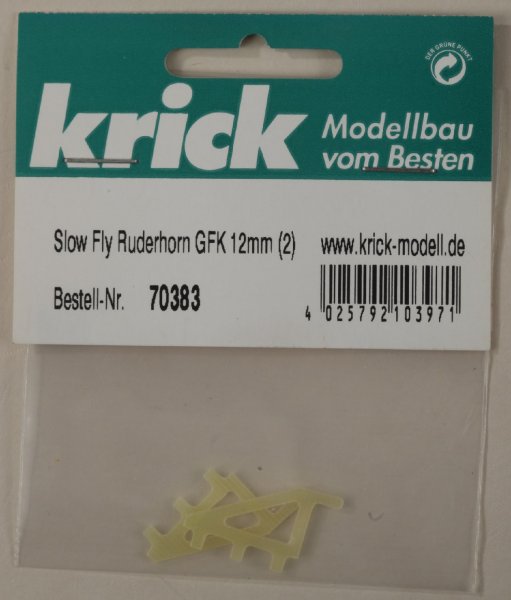 DER GRÜNE PUNKT
krick
Modellbau
vom Besten
Slow Fly Ruderhorn GFK 12mm (2)
www.krick-modell.de
Bestell-Nr. 70383
4 025792 103971